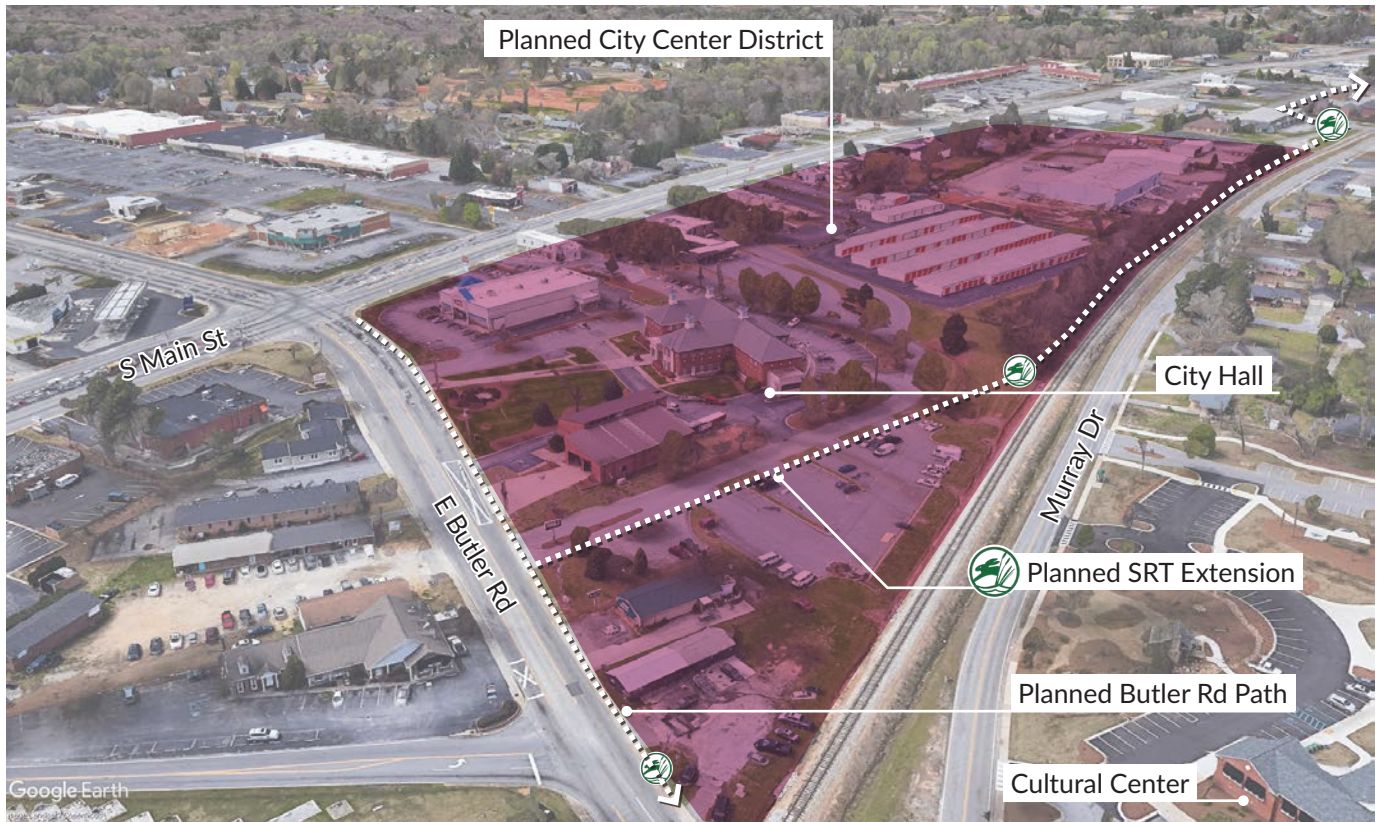 Planned City Center District
S Main St
City Hall
Murray Dr
E Butler Rd
Planned SRT Extension
Planned Butler Rd Path
Cultural Center
Google Earth